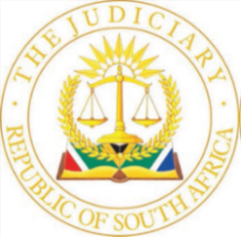 THE JUDICIARY
REPUBLIC OF SOUTH AFRICA